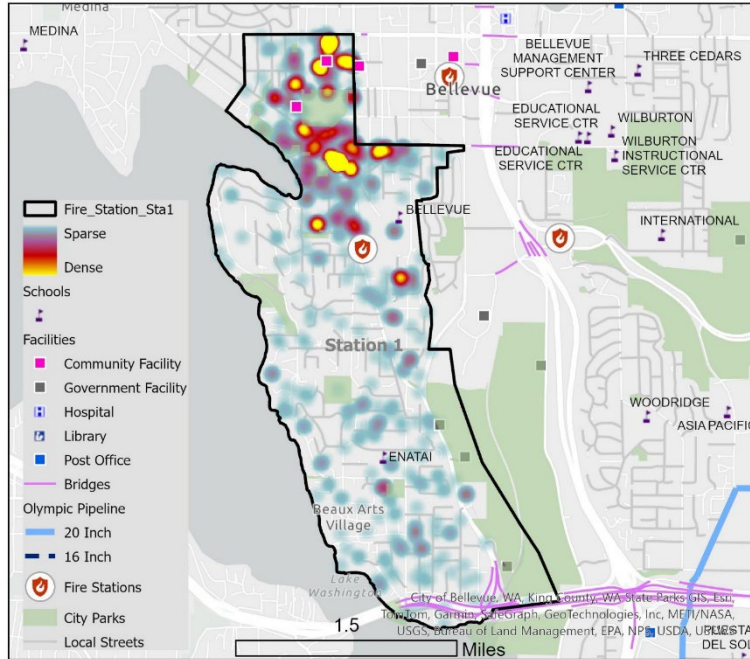 Medina
MEDINA
BELLEVUE
MANAGEMENT
SUPPORT CENTER
THREE CEDARS
Bellevue
EDUCATIONAL
SERVICE CTR
WILBURTON
EDUCATIONAL
SERVICE CTR
WILBURTON
INSTRUCTIONAL
SERVICE CTR
BELLEVUE
INTERNATIONAL
Fire_Station_Sta1
Sparse
Dense
Schools
Facilities
Community Facility
Government Facility
Hospital
Library
Post Office
Bridges
Olympic Pipeline
20 Inch
16 Inch
Fire Stations
City Parks
Local Streets
Station 1
WOODRIDGE
ASIA PACIFIC
ENATAI
Beaux Arts
Village
Lake
Washington
City of Bellevue, WA, King County, WA State Parks GIS, Esri,
TomTom, Garmin, SafeGraph, GeoTechnologies, Inc, METI/NASA,
USGS, Bureau of Land Management, EPA, NPS, USDA,
DEL SO
1.5
Miles